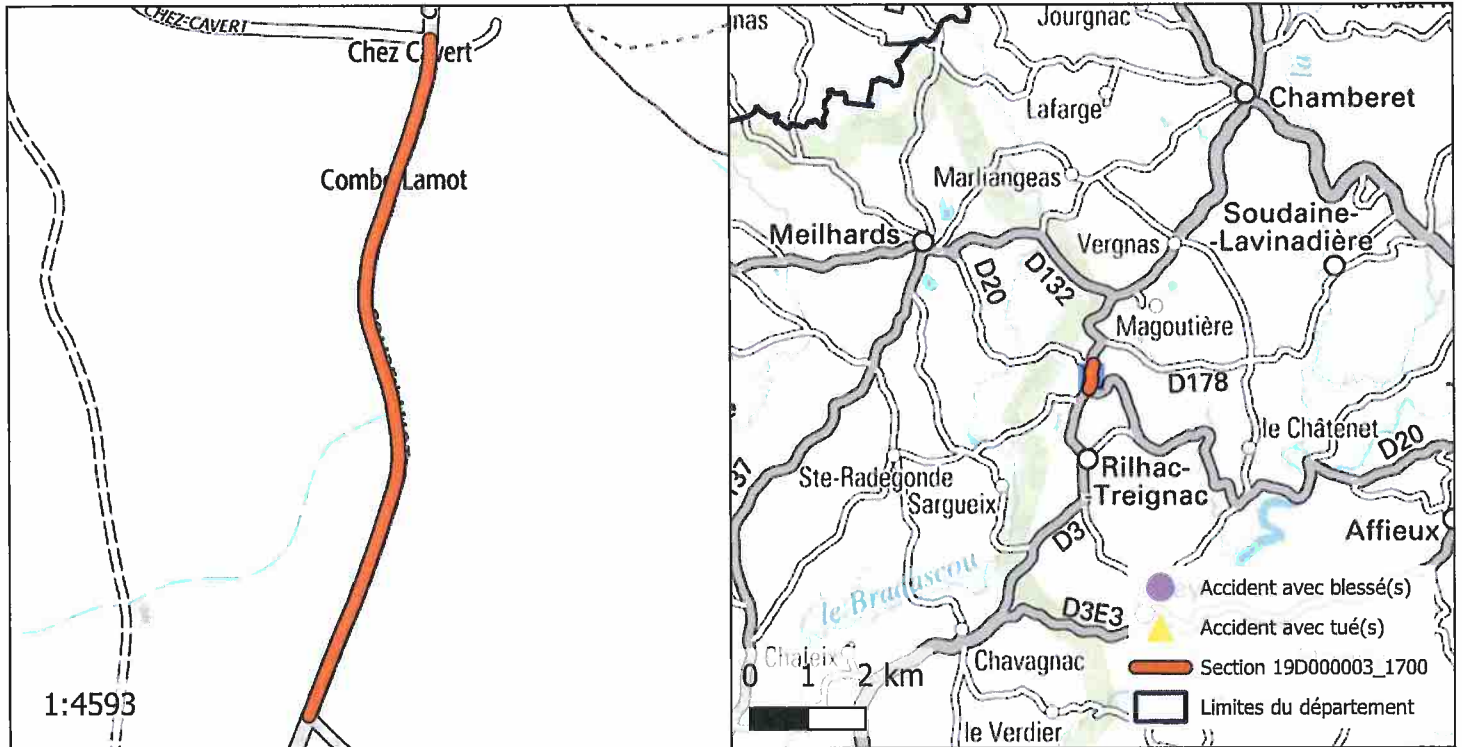 CHEZ-CAVERT
Chez Cavert
Combe Lamot
1:4593
nas
Jourgnac
la
Chamberet
Lafarge
Marliangeas
Soudaine-
-Lavinadière
Meilhards
Vergnas
D20
D132
Magoutière
D178
le Châtenet
D20
Rilhac-
-Treignac
Ste-Radegonde
Sargueix
Affieux
D3
le Bradascou
D3E3
Chaleix
Chavagnac
le Verdier
0 1 2 km
Accident avec blessé(s)
Accident avec tué(s)
Section 19D000003_1700
Limites du département